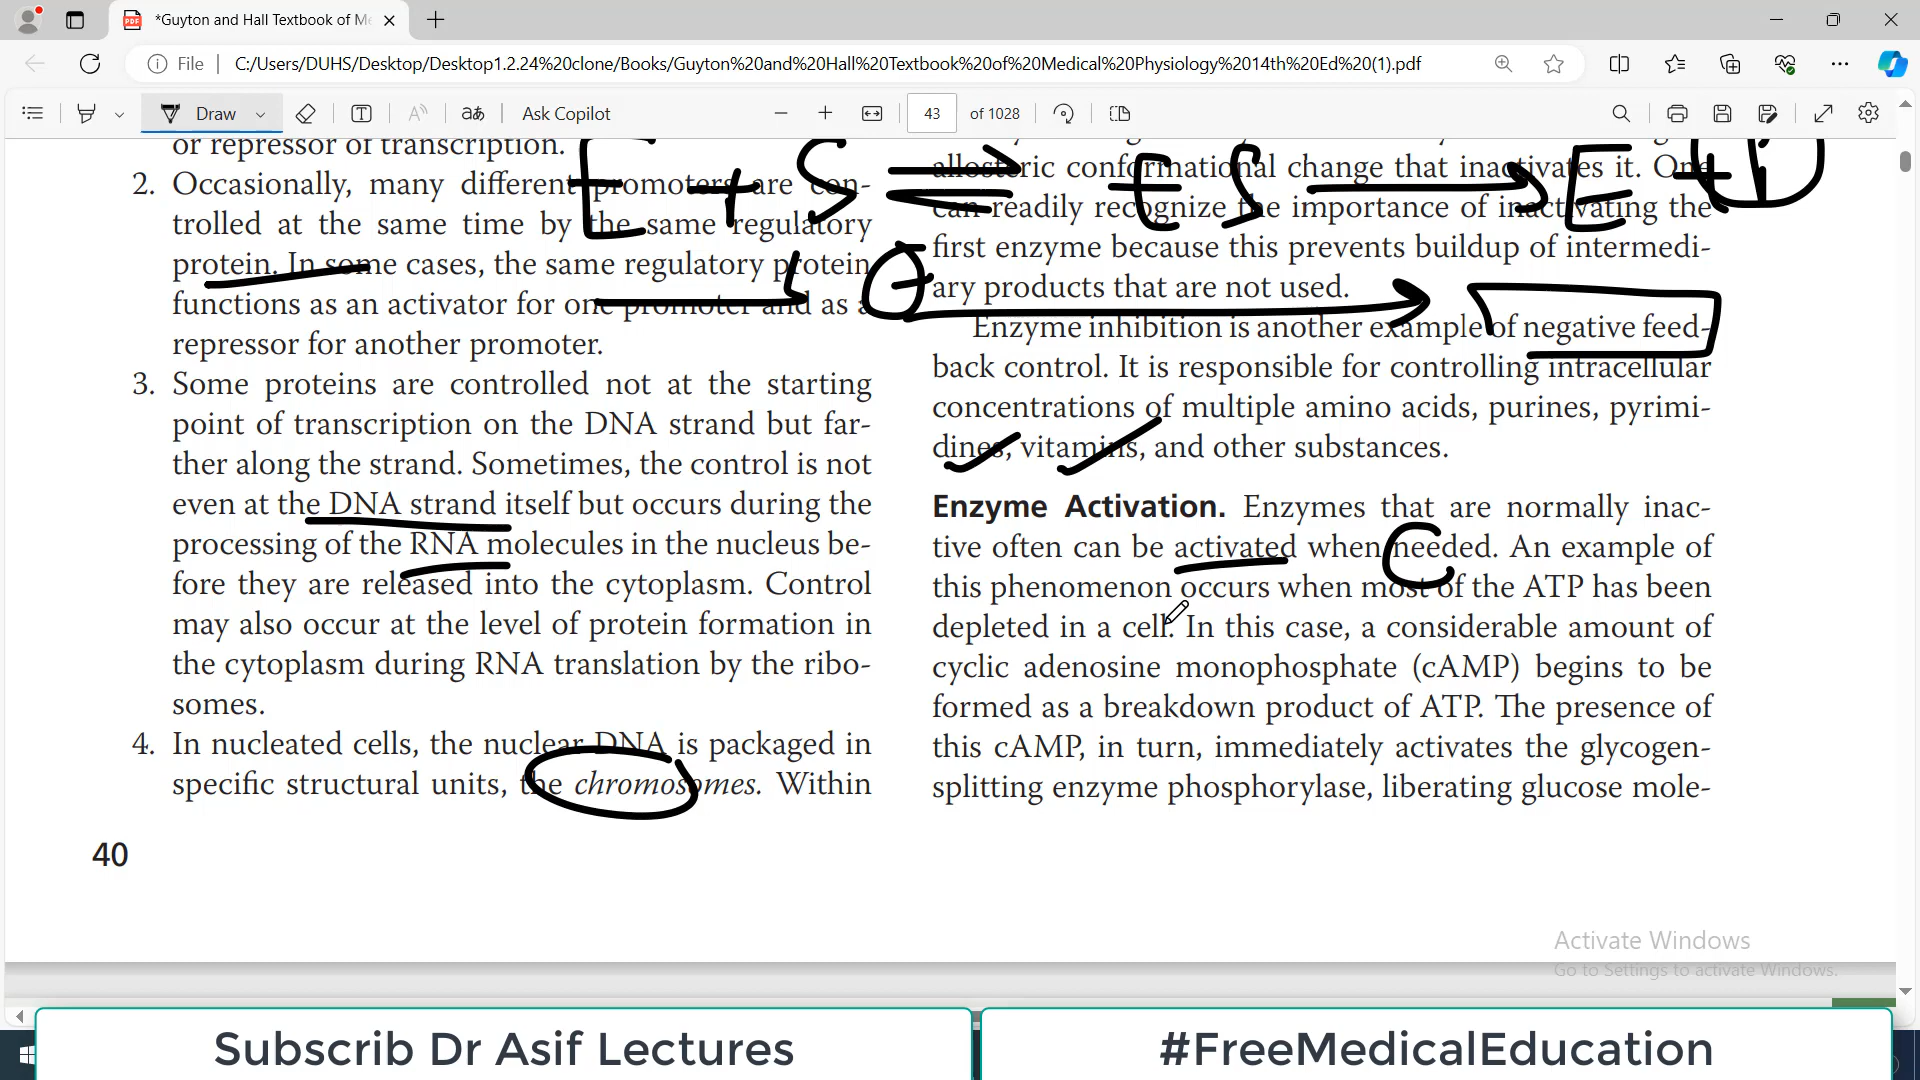 *Guyton and Hall Textbook of Me
File
C:/Users/DUHS/Desktop/Desktop1.2.24%20clone/Books/Guyton%20and%20Hall%20Textbook%20of%20Medical%20Physiology%2014th%20Ed%20(1).pdf
Draw
Ask Copilot
43 of 1028
E + S ES E + P
or repressor of transcription.
2. Occasionally, many different promoters are con-
trolled at the same time by the same regulatory
protein. In some cases, the same regulatory protein
functions as an activator for one promoter and as a
repressor for another promoter.
3. Some proteins are controlled not at the starting
point of transcription on the DNA strand but far-
ther along the strand. Sometimes, the control is not
even at the DNA strand itself but occurs during the
processing of the RNA molecules in the nucleus be-
fore they are released into the cytoplasm. Control
may also occur at the level of protein formation in
the cytoplasm during RNA translation by the ribo-
somes.
4. In nucleated cells, the nuclear DNA is packaged in
specific structural units, the chromosomes. Within
40
allosteric conformational change that inactivates it. One
can readily recognize the importance of inactivating the
first enzyme because this prevents buildup of intermedi-
ary products that are not used.
Enzyme inhibition is another example of negative feed-
back control. It is responsible for controlling intracellular
concentrations of multiple amino acids, purines, pyrimi-
dines, vitamins, and other substances.
Enzyme Activation. Enzymes that are normally inac-
tive often can be activated when needed. An example of
this phenomenon occurs when most of the ATP has been
depleted in a cell. In this case, a considerable amount of
cyclic adenosine monophosphate (cAMP) begins to be
formed as a breakdown product of ATP. The presence of
this cAMP, in turn, immediately activates the glycogen-
splitting enzyme phosphorylase, liberating glucose mole-
Activate Windows
Go to Settings to activate Windows.
Subscrib Dr Asif Lectures
#FreeMedicalEducation